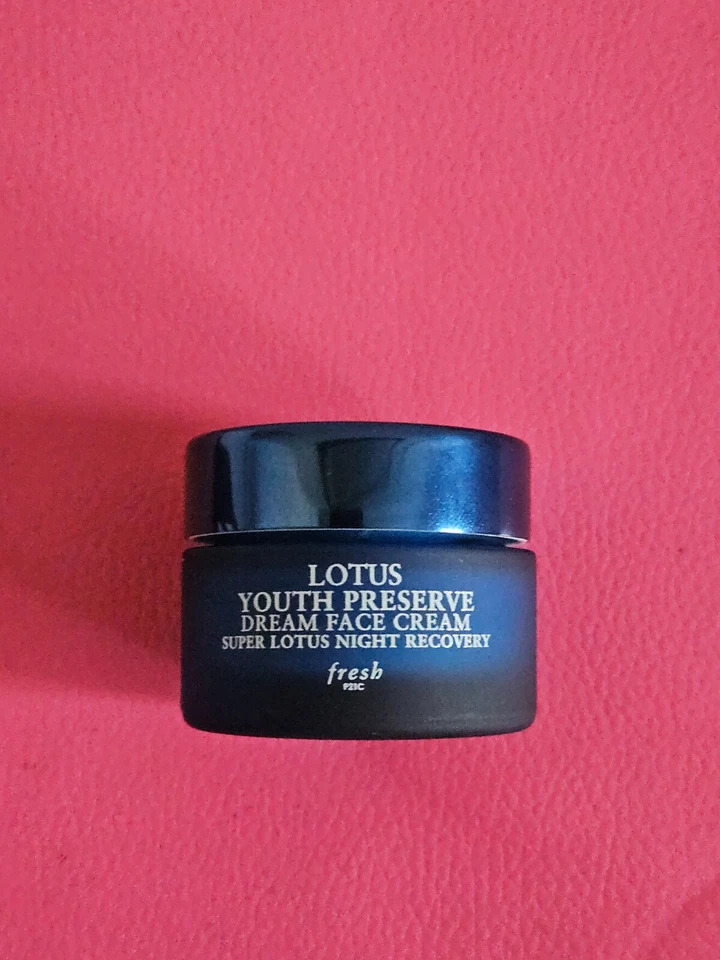 LOTUS
YOUTH PRESERVE
DREAM FACE CREAM
SUPER LOTUS NIGHT RECOVERY
fresh